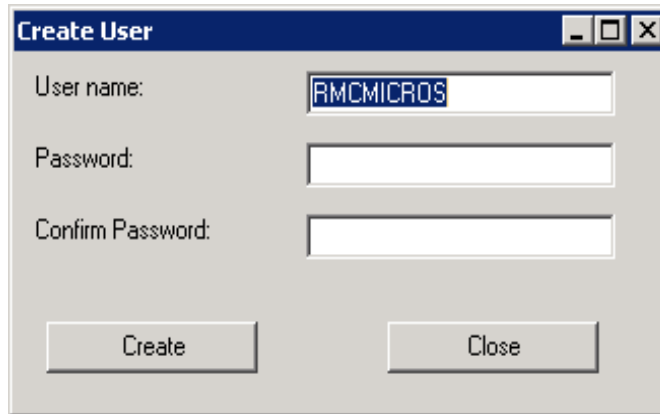 Create User
User name: RMCMICROS
Password:
Confirm Password:
Create Close